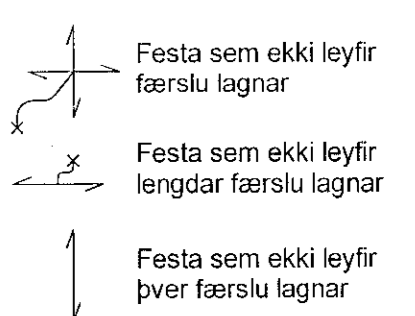 Festa sem ekki leyfir
færslu lagnar
Festa sem ekki leyfir
lengdar færslu lagnar
Festa sem ekki leyfir
þver færslu lagnar